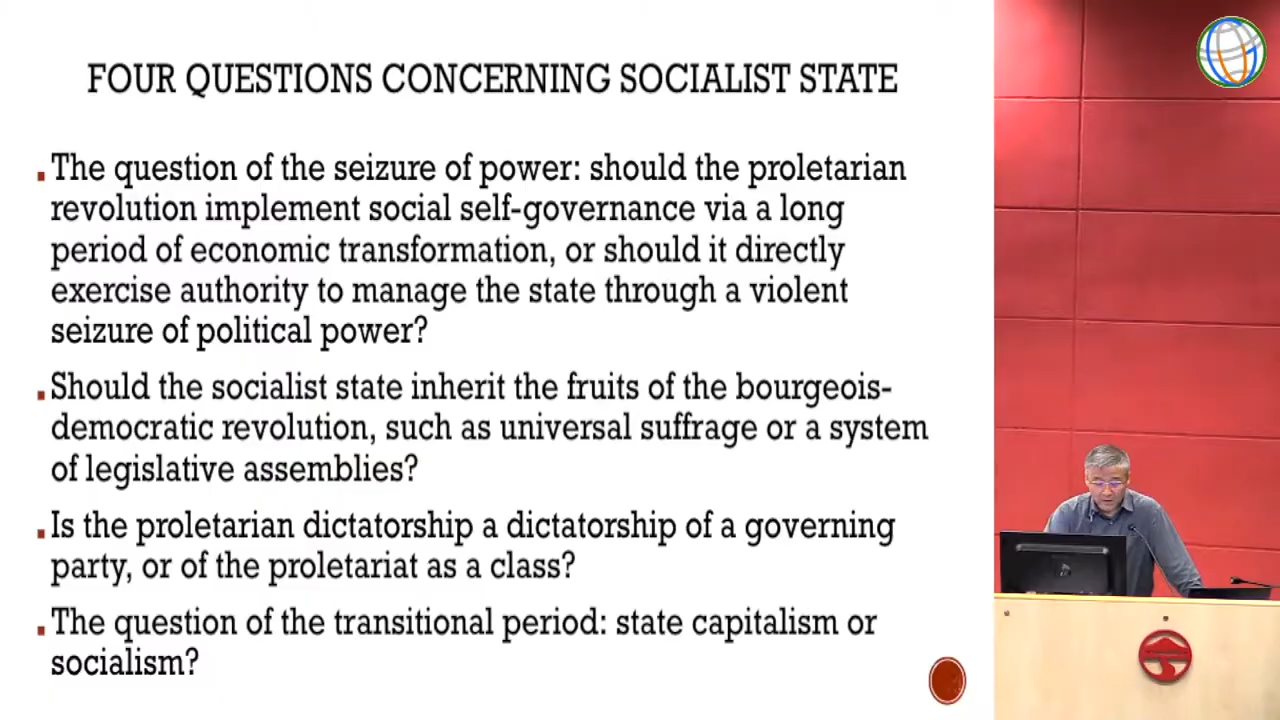 FOUR QUESTIONS CONCERNING SOCIALIST STATE
The question of the seizure of power: should the proletarian
revolution implement social self-governance via a long
period of economic transformation, or should it directly
exercise authority to manage the state through a violent
seizure of political power?
Should the socialist state inherit the fruits of the bourgeois-
democratic revolution, such as universal suffrage or a system
of legislative assemblies?
Is the proletarian dictatorship a dictatorship of a governing
party, or of the proletariat as a class?
The question of the transitional period: state capitalism or
socialism?